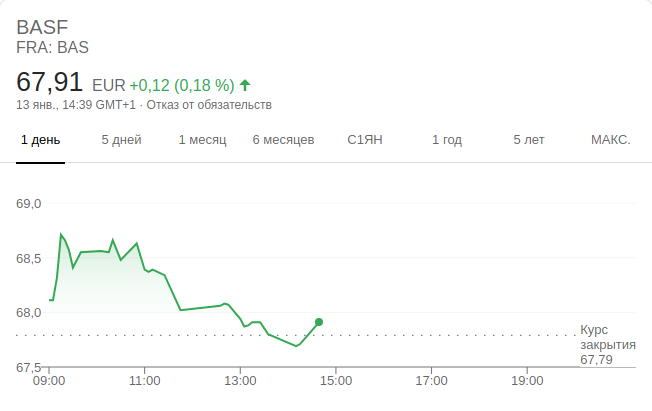 BASF
FRA: BAS
67,91 EUR +0,12 (0,18 %)
13 янв., 14:39 GMT+1 · Отказ от обязательств
1 день 5 дней 1 месяц 6 месяцев С1ЯН 1 год 5 лет МАКС.
69,0
68,5
68,0
Курс
закрытия
67,79
67,5
09:00 11:00 13:00 15:00 17:00 19:00